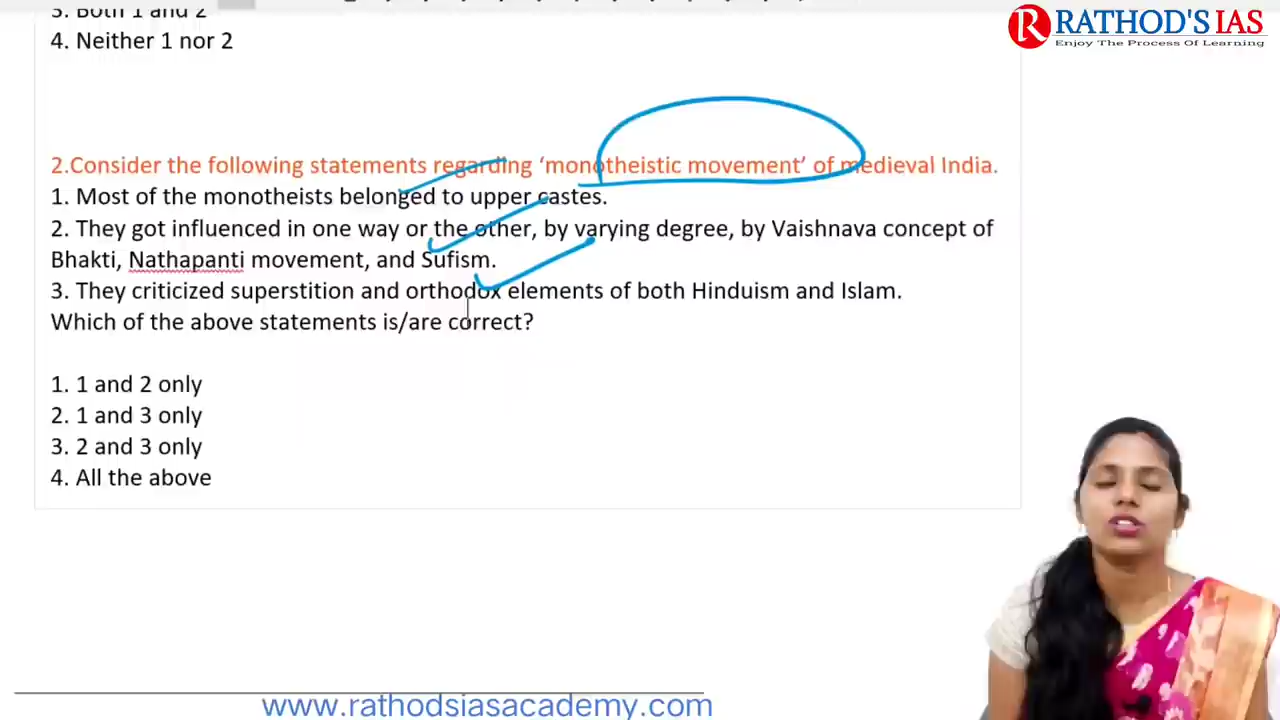 3. Both 1 and 2
4. Neither 1 nor 2
RATHOD'S IAS
Enjoy The Process Of Learning
2.Consider the following statements regarding ‘monotheistic movement’ of medieval India.
1. Most of the monotheists belonged to upper castes.
2. They got influenced in one way or the other, by varying degree, by Vaishnava concept of
Bhakti, Nathapanti movement, and Sufism.
3. They criticized superstition and orthodox elements of both Hinduism and Islam.
Which of the above statements is/are correct?
1. 1 and 2 only
2. 1 and 3 only
3. 2 and 3 only
4. All the above
www.rathodsiasacademy.com